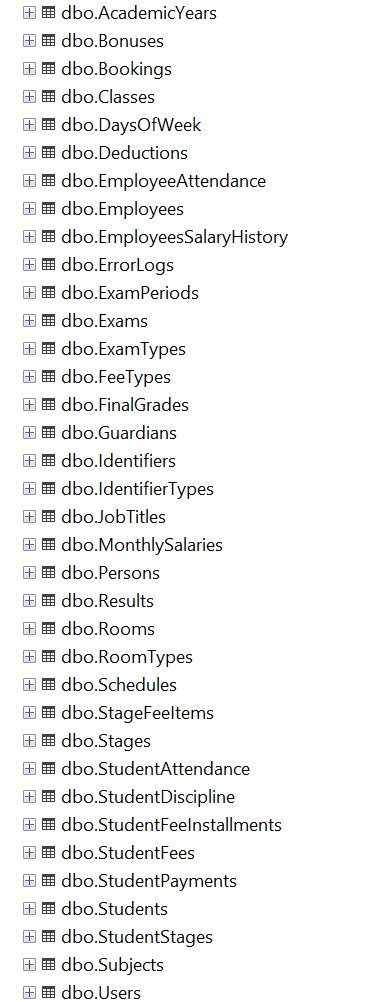 dbo.AcademicYears
dbo.Bonuses
dbo.Bookings
dbo.Classes
dbo.DaysOfWeek
dbo.Deductions
dbo.EmployeeAttendance
dbo.Employees
dbo.EmployeesSalaryHistory
dbo.ErrorLogs
dbo.ExamPeriods
dbo.Exams
dbo.ExamTypes
dbo.FeeTypes
dbo.FinalGrades
dbo.Guardians
dbo.Identifiers
dbo.IdentifierTypes
dbo.JobTitles
dbo.MonthlySalaries
dbo.Persons
dbo.Results
dbo.Rooms
dbo.RoomTypes
dbo.Schedules
dbo.StageFeeItems
dbo.Stages
dbo.StudentAttendance
dbo.StudentDiscipline
dbo.StudentFeeInstallments
dbo.StudentFees
dbo.StudentPayments
dbo.Students
dbo.StudentStages
dbo.Subjects
dbo.Users